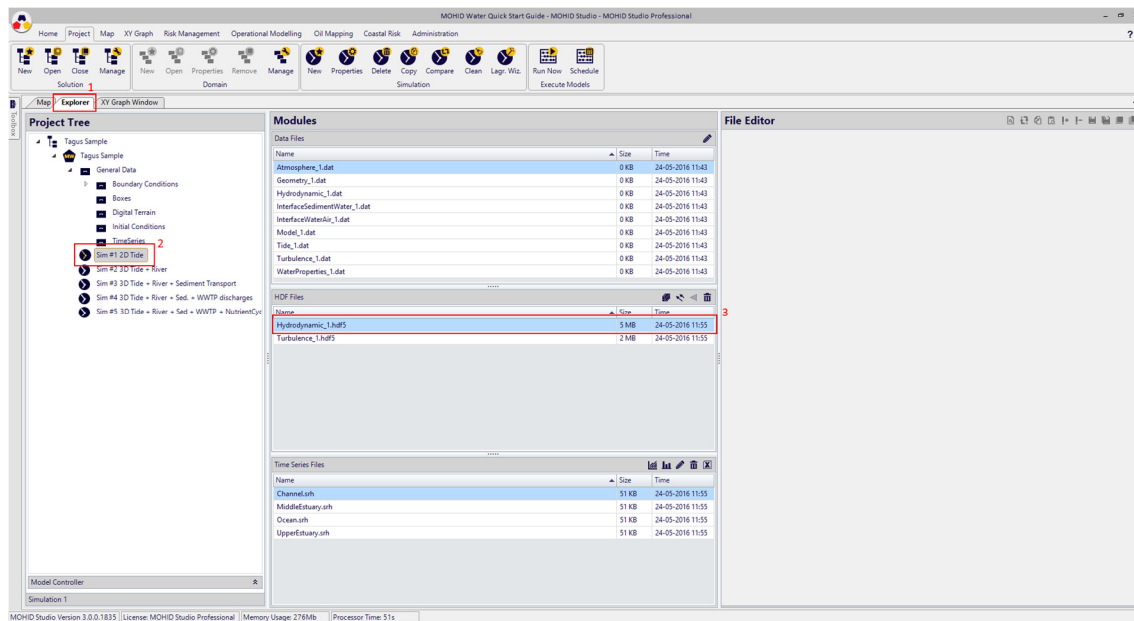 MOHID Water Quick Start Guide - MOHID Studio - MOHID Studio Professional
Home Project Map XY Graph Risk Management Operational Modelling Oil Mapping Coastal Risk Administration ?
New Open Close Manage New Open Properties Remove Manage New Properties Delete Copy Compare Clean Lagr. Wiz. Run Now Schedule
Solution Domain Simulation Execute Models
1
Map Explorer XY Graph Window
Toolbox
Project Tree
Tagus Sample
Tagus Sample
General Data
Boundary Conditions
Boxes
Digital Terrain
Initial Conditions
TimeSeries
2
Sim #1 2D Tide
Sim #2 3D Tide + River
Sim #3 3D Tide + River + Sediment Transport
Sim #4 3D Tide + River + Sed. + WWTP discharges
Sim #5 3D Tide + River + Sed + WWTP + NutrientCyc
Model Controller
Simulation 1
Modules
Data Files
Name Size Time
Atmosphere_1.dat 0 KB 24-05-2016 11:43
Geometry_1.dat 0 KB 24-05-2016 11:43
Hydrodynamic_1.dat 0 KB 24-05-2016 11:43
InterfaceSedimentWater_1.dat 0 KB 24-05-2016 11:43
InterfaceWaterAir_1.dat 0 KB 24-05-2016 11:43
Model_1.dat 0 KB 24-05-2016 11:43
Tide_1.dat 0 KB 24-05-2016 11:43
Turbulence_1.dat 0 KB 24-05-2016 11:43
WaterProperties_1.dat 0 KB 24-05-2016 11:43
HDF Files
Name Size Time
Hydrodynamic_1.hdf5 5 MB 24-05-2016 11:55
3
Turbulence_1.hdf5 2 MB 24-05-2016 11:55
Time Series Files
Name Size Time
Channel.srh 51 KB 24-05-2016 11:55
MiddleEstuary.srh 51 KB 24-05-2016 11:55
Ocean.srh 51 KB 24-05-2016 11:55
UpperEstuary.srh 51 KB 24-05-2016 11:55
File Editor
MOHID Studio Version 3.0.0.1835 License: MOHID Studio Professional Memory Usage: 276Mb Processor Time: 51s